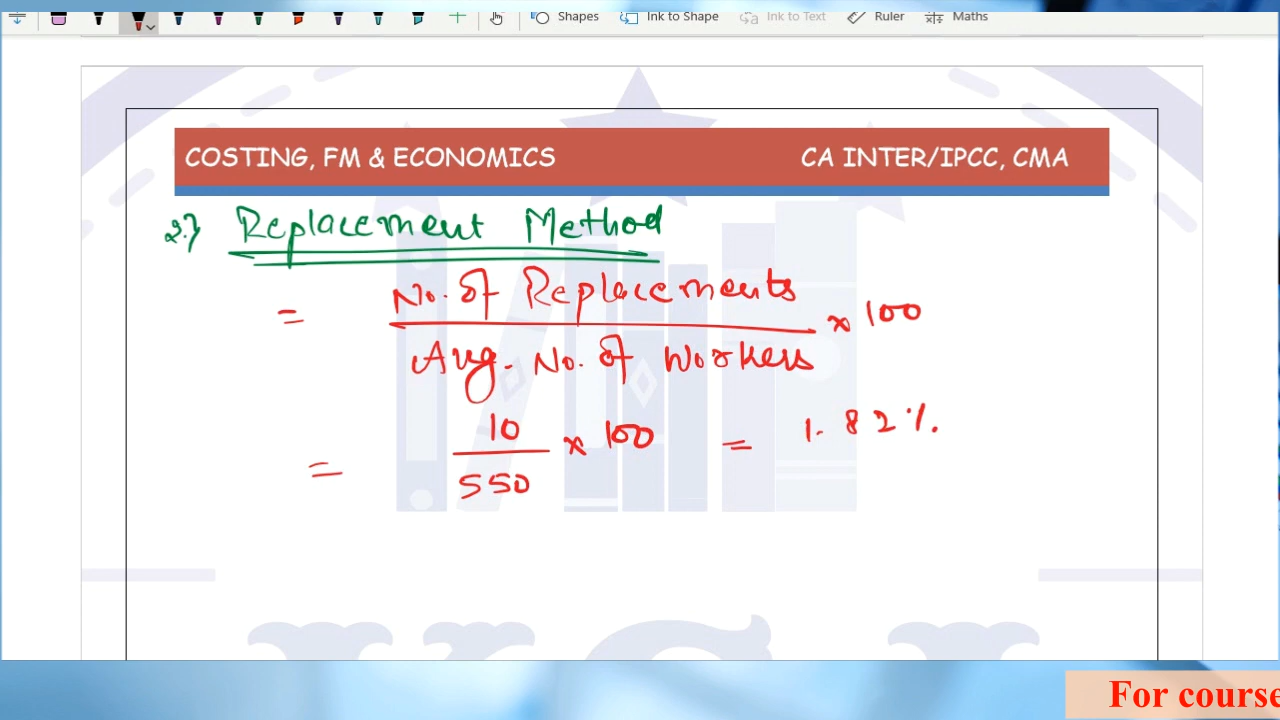 Shapes Ink to Shape Ink to Text Ruler Maths
COSTING, FM & ECONOMICS CA INTER/IPCC, CMA
2.) Replacement Method
= No. of Replacements × 100
Avg. No. of Workers
= 10 × 100 = 1.82%.
550
For course